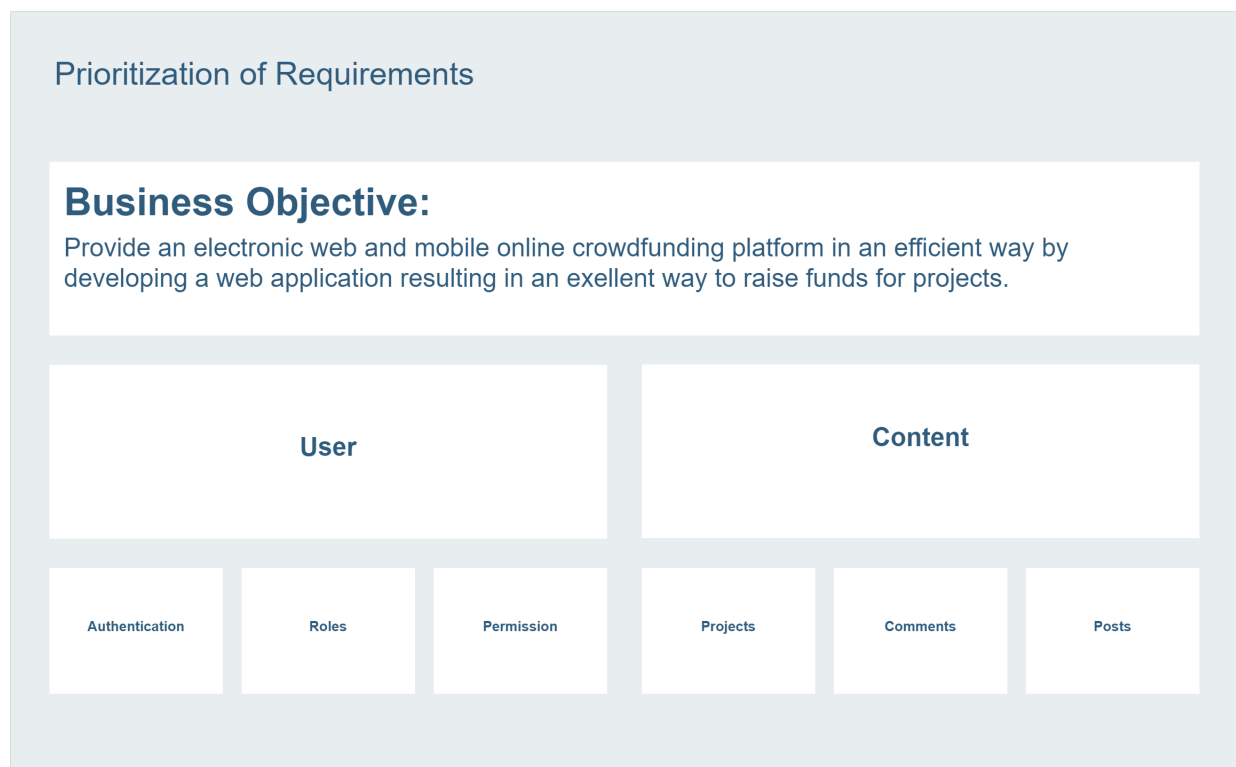 Prioritization of Requirements
Business Objective:
Provide an electronic web and mobile online crowdfunding platform in an efficient way by
developing a web application resulting in an exellent way to raise funds for projects.
User
Content
Authentication
Roles
Permission
Projects
Comments
Posts